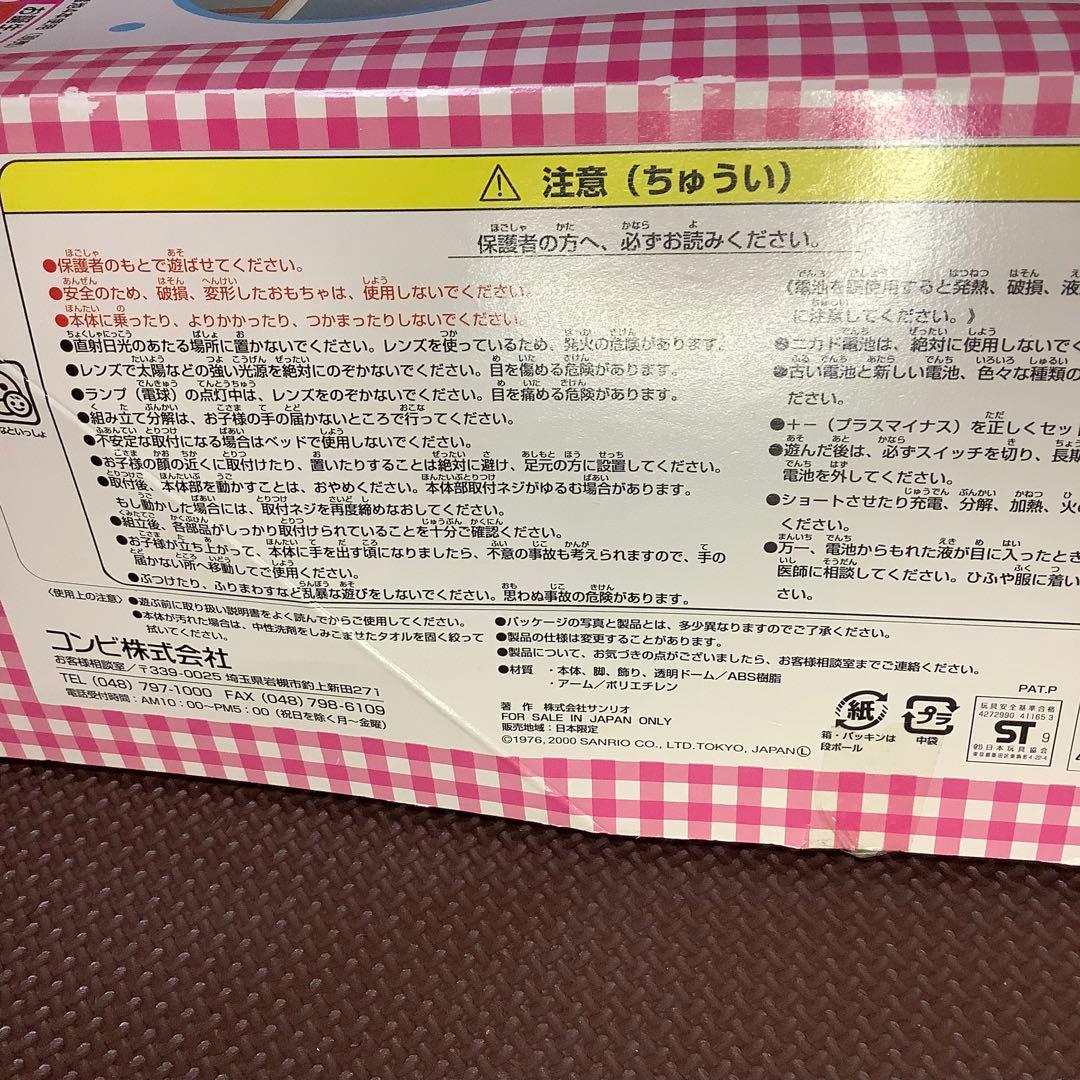 注意（ちゅうい）
保護者の方へ、必ずお読みください。
●保護者のもとで遊ばせてください。
●安全のため、破損、変形したおもちゃは、使用しないでください。
●本体に乗ったり、よりかかったり、つかまったりしないでください。
●直射日光のあたる場所に置かないでください。レンズを使っているため、発火の危険があります。
●レンズで太陽などの強い光源を絶対にのぞかないでください。目を傷める危険があります。
●ランプ（電球）の点灯中は、レンズをのぞかないでください。目を痛める危険があります。
●組み立て分解は、お子様の手の届かないところで行ってください。
●不安定な取付になる場合はベッドで使用しないでください。
●お子様の顔の近くに取付けたり、置いたりすることは絶対に避け、足元の方に設置してください。
●取付後、本体部を動かすことは、おやめください。本体部取付ネジがゆるむ場合があります。
もし動かした場合には、取付ネジを再度締めなおしてください。
●組立後、各部品がしっかり取付けられていることを十分ご確認ください。
●お子様が立ち上がって、本体に手を出す頃になりましたら、不意の事故も考えられますので、手の
届かない所へ移動してご使用ください。
●ぶつけたり、ふりまわすなど乱暴な遊びをしないでください。思わぬ事故の危険があります。
《電池を誤使用すると発熱、破損、液
に注意してください。》
●ニカド電池は、絶対に使用しないでく
●古い電池と新しい電池、色々な種類の
ださい。
●＋－（プラスマイナス）を正しくセット
●遊んだ後は、必ずスイッチを切り、長期
電池を外してください。
●ショートさせたり充電、分解、加熱、火の
ください。
●万一、電池からもれた液が目に入ったとき
医師に相談してください。ひふや服に着い
さい。
〈使用上の注意〉●遊ぶ前に取り扱い説明書をよく読んでからご使用ください。
●本体が汚れた場合は、中性洗剤をしみこませたタオルを固く絞って
拭いてください。
コンビ株式会社
お客様相談室／〒339-0025 埼玉県岩槻市釣上新田271
TEL (048) 797-1000 FAX (048) 798-6109
電話受付時間：AM10：00～PM5：00（祝日を除く月～金曜）
●パッケージの写真と製品とは、多少異なりますのでご了承ください。
●製品の仕様は変更することがあります。
●製品について、お気づきの点がございましたら、お客様相談室までご連絡ください。
●材質 ・本体、脚、飾り、透明ドーム／ABS樹脂
・アーム／ポリエチレン
著作 株式会社サンリオ
FOR SALE IN JAPAN ONLY
販売地域：日本限定
©1976, 2000 SANRIO CO., LTD.TOKYO, JAPAN Ⓛ
紙
箱・パッキンは
段ボール
プラ
中袋
PAT.P
玩具安全基準合格
4272990 41165 3
ST 9
㈳日本玩具協会